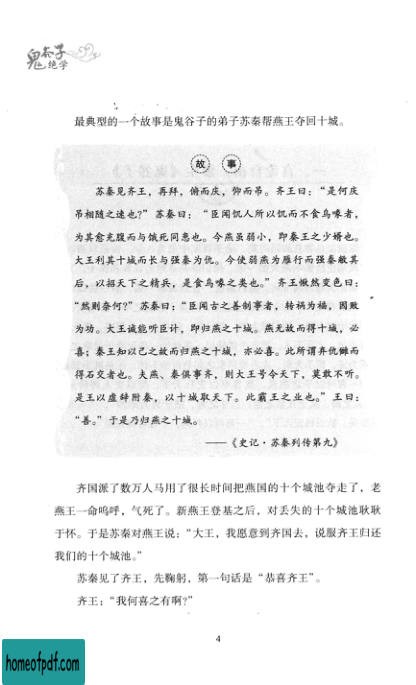 鬼谷子
绝学
最典型的一个故事是鬼谷子的弟子苏秦帮燕王夺回十城。
故 事
苏秦见齐王，再拜，俯而庆，仰而吊。齐王曰：“是何庆
吊相随之速也？”苏秦曰：“臣闻饥人所以饥而不食乌喙者，
为其愈充腹而与饿死同患也。今燕虽弱小，即秦王之少婿也。
大王利其十城而长与强秦为仇。今使弱燕为雁行而强秦敝其
后，以招天下之精兵，是食乌喙之类也。”齐王愀然变色曰：
“然则奈何？”苏秦曰：“臣闻古之善制事者，转祸为福，因败
为功。大王诚能听臣计，即归燕之十城。燕无故而得十城，必
喜；秦王知以己之故而归燕之十城，亦必喜。此所谓弃仇雠而
得石交者也。夫燕、秦俱事齐，则大王号令天下，莫敢不听。
是王以虚辞附秦，以十城取天下。此霸王之业也。”王曰：
“善。”于是乃归燕之十城。
——《史记·苏秦列传第九》
齐国派了数万人马用了很长时间把燕国的十个城池夺走了，老
燕王一命呜呼，气死了。新燕王登基之后，对丢失的十个城池耿耿
于怀。于是苏秦对燕王说：“大王，我愿意到齐国去，说服齐王归还
我们的十个城池。”
苏秦见了齐王，先鞠躬，第一句话是“恭喜齐王”。
齐王：“我何喜之有啊？”
4
homeofpdf.com